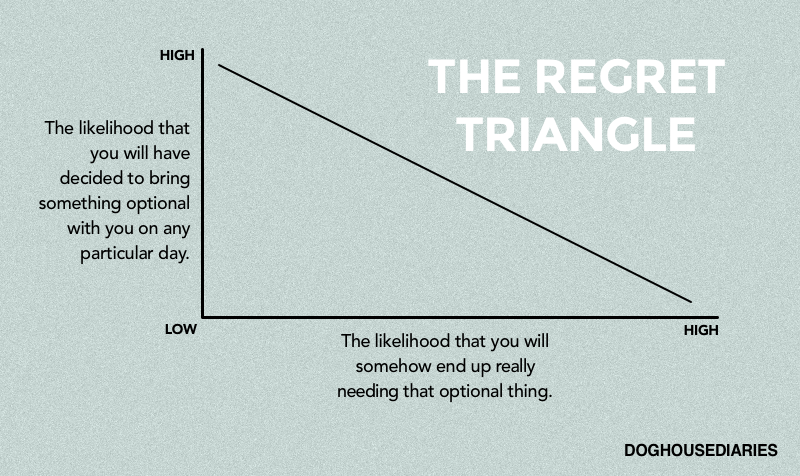 THE REGRET
TRIANGLE
HIGH
The likelihood that
you will have
decided to bring
something optional
with you on any
particular day.
LOW
HIGH
The likelihood that you will
somehow end up really
needing that optional thing.
DOGHOUSEDIARIES